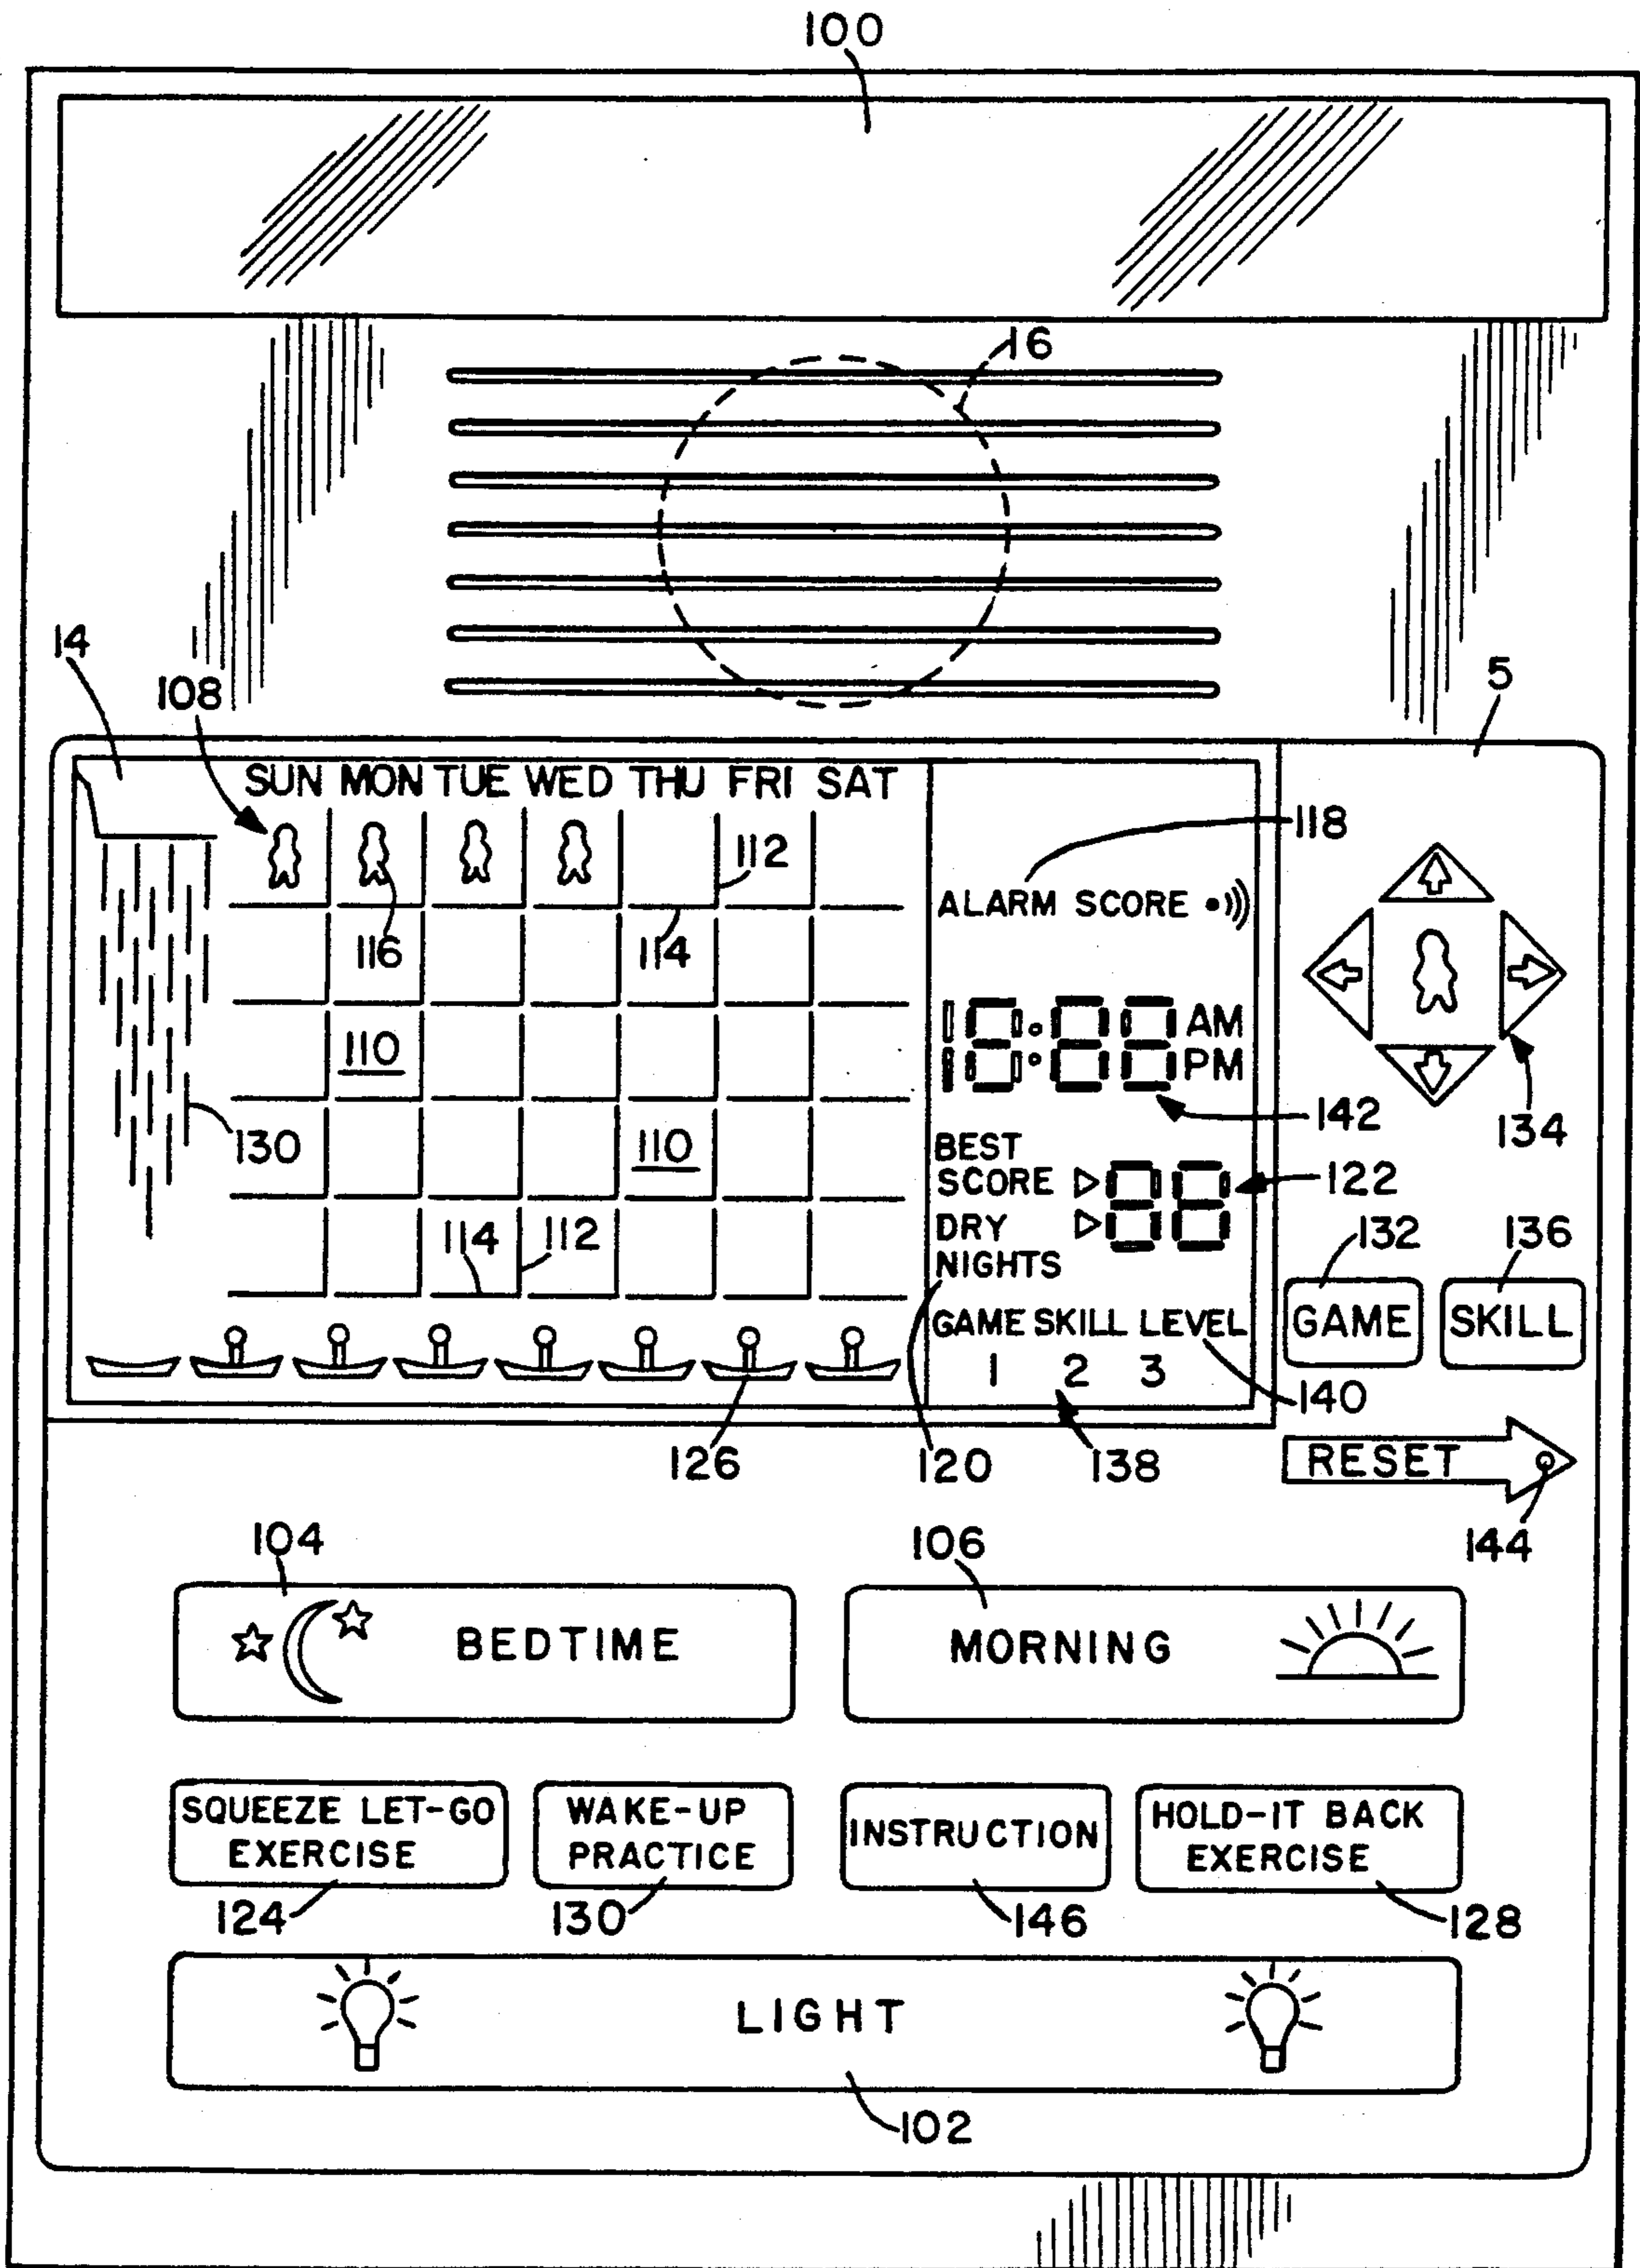 100
16
14
108
5
SUN MON TUE WED THU FRI SAT
112
118
ALARM SCORE
116
114
18:88 AM
PM
110
142
134
130
110
BEST
SCORE
88
122
DRY
NIGHTS
114
112
132
136
GAME SKILL LEVEL
GAME
SKILL
1 2 3
140
126
120
138
RESET
144
104
106
BEDTIME
MORNING
SQUEEZE LET-GO
EXERCISE
WAKE-UP
PRACTICE
INSTRUCTION
HOLD-IT BACK
EXERCISE
124
130
146
128
LIGHT
102